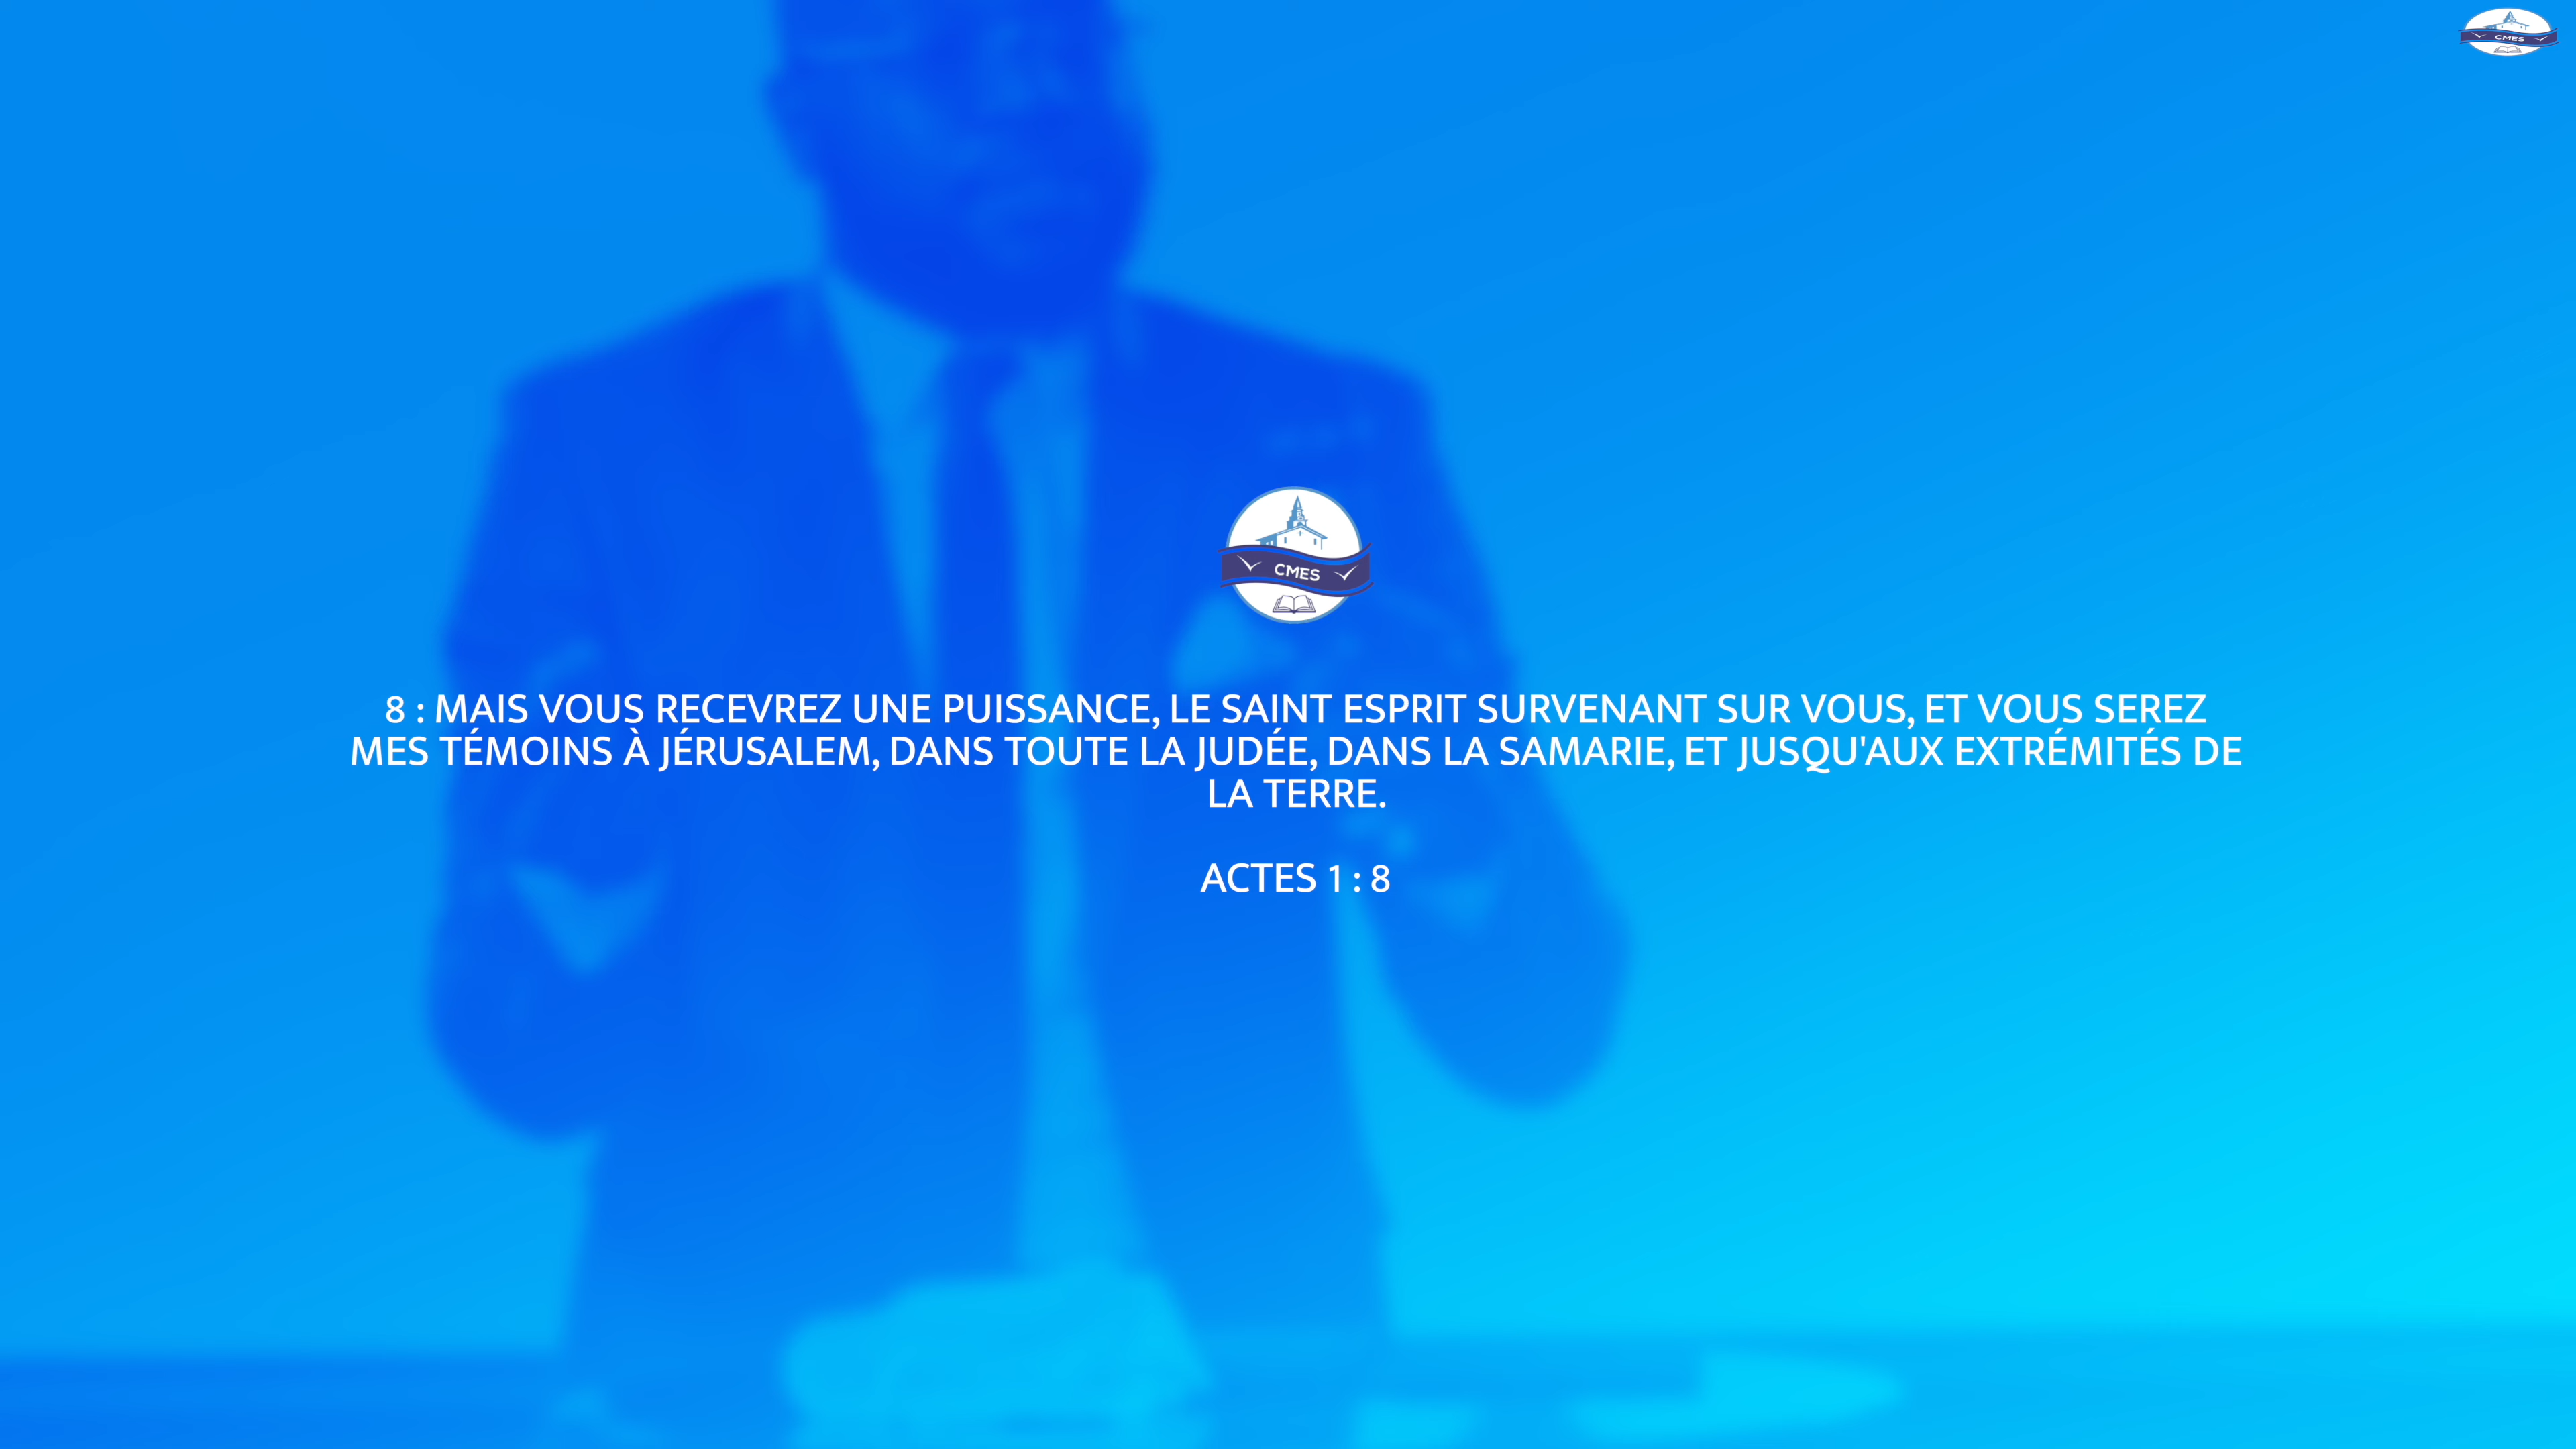 CMES
CMES
8 : MAIS VOUS RECEVREZ UNE PUISSANCE, LE SAINT ESPRIT SURVENANT SUR VOUS, ET VOUS SEREZ
MES TÉMOINS À JÉRUSALEM, DANS TOUTE LA JUDÉE, DANS LA SAMARIE, ET JUSQU'AUX EXTRÉMITÉS DE
LA TERRE.
ACTES 1 : 8